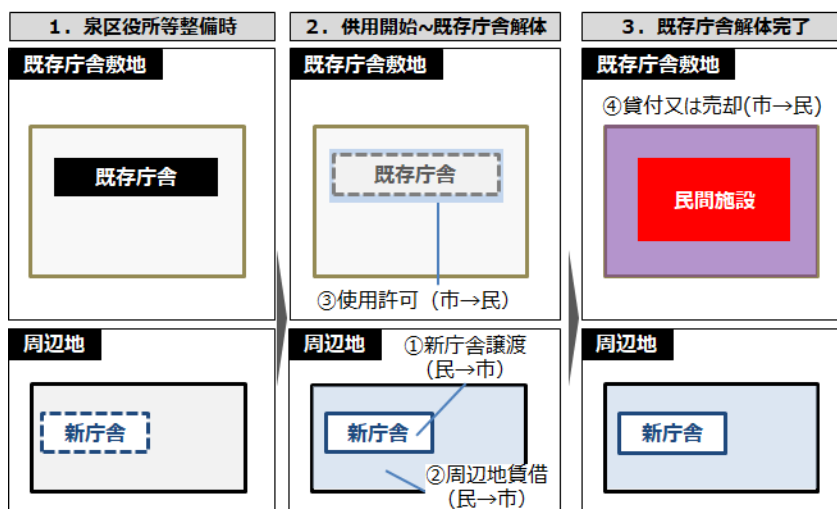 1．泉区役所等整備時
2．供用開始~既存庁舎解体
3．既存庁舎解体完了
既存庁舎敷地
既存庁舎
既存庁舎敷地
既存庁舎
③使用許可（市→民）
既存庁舎敷地
④貸付又は売却(市→民)
民間施設
周辺地
新庁舎
周辺地
①新庁舎譲渡
(民→市)
新庁舎
②周辺地賃借
(民→市)
周辺地
新庁舎